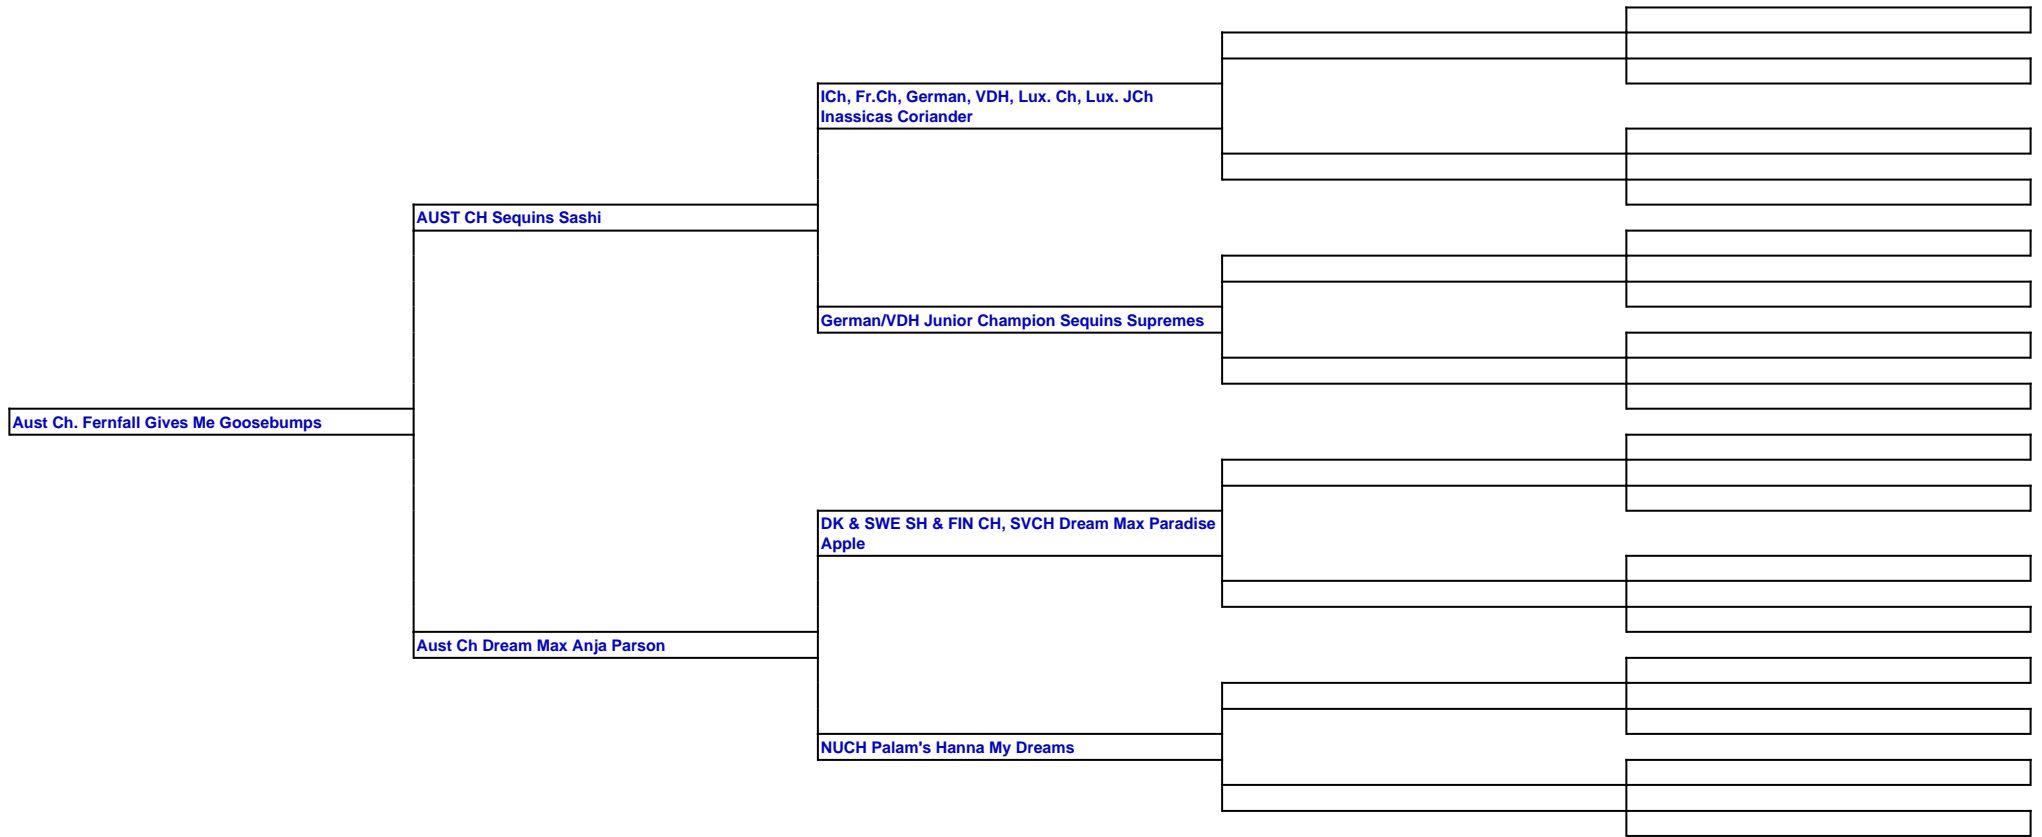 ICh, Fr.Ch, German, VDH, Lux. Ch, Lux. JCh
Inassicas Coriander
AUST CH Sequins Sashi
German/VDH Junior Champion Sequins Supremes
Aust Ch. Fernfall Gives Me Goosebumps
DK & SWE SH & FIN CH, SVCH Dream Max Paradise
Apple
Aust Ch Dream Max Anja Parson
NUCH Palam's Hanna My Dreams